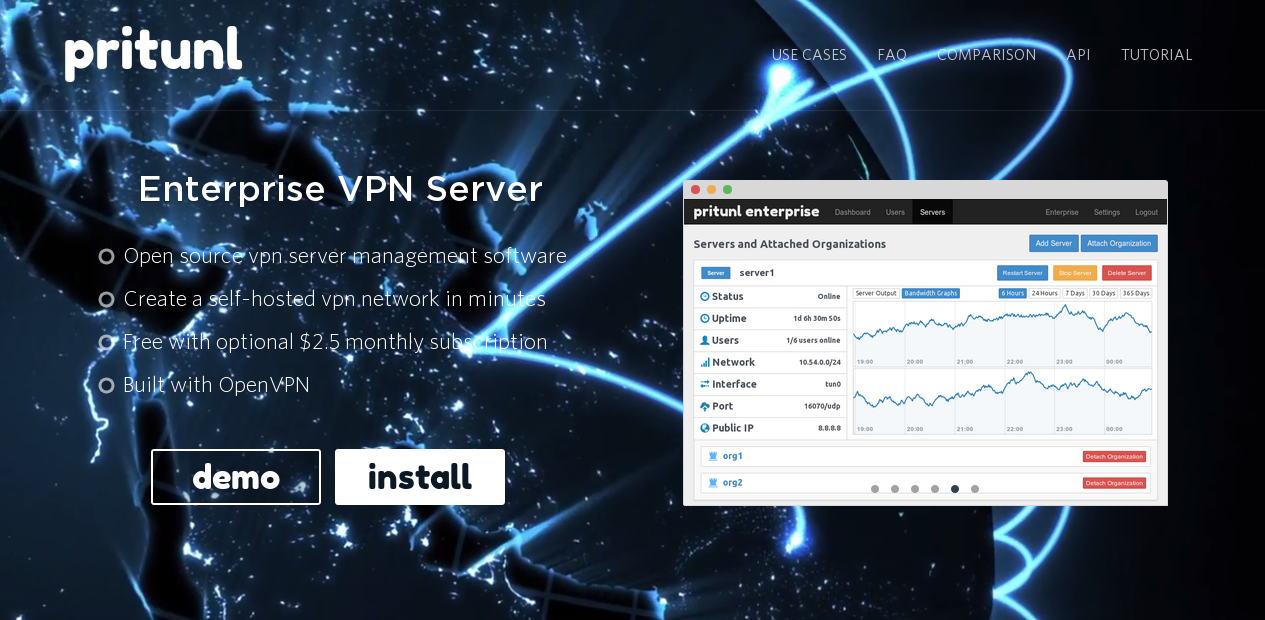 pritunl
USE CASES FAQ COMPARISON API TUTORIAL
Enterprise VPN Server
Open source vpn server management software
Create a self-hosted vpn network in minutes
Free with optional $2.5 monthly subscription
Built with OpenVPN
demo install
pritunl enterprise Dashboard Users Servers Enterprise Settings Logout
Servers and Attached Organizations Add Server Attach Organization
Server server1 Restart Server Stop Server Delete Server
Status Online
Uptime 1d 6h 30m 50s
Users 1/6 users online
Network 10.54.0.0/24
Interface tun0
Port 16070/udp
Public IP 8.8.8.8
Server Output Bandwidth Graphs 6 Hours 24 Hours 7 Days 30 Days 365 Days
19:00 20:00 21:00 22:00 23:00 00:00
19:00 20:00 21:00 22:00 23:00 00:00
org1 Detach Organization
org2 Detach Organization